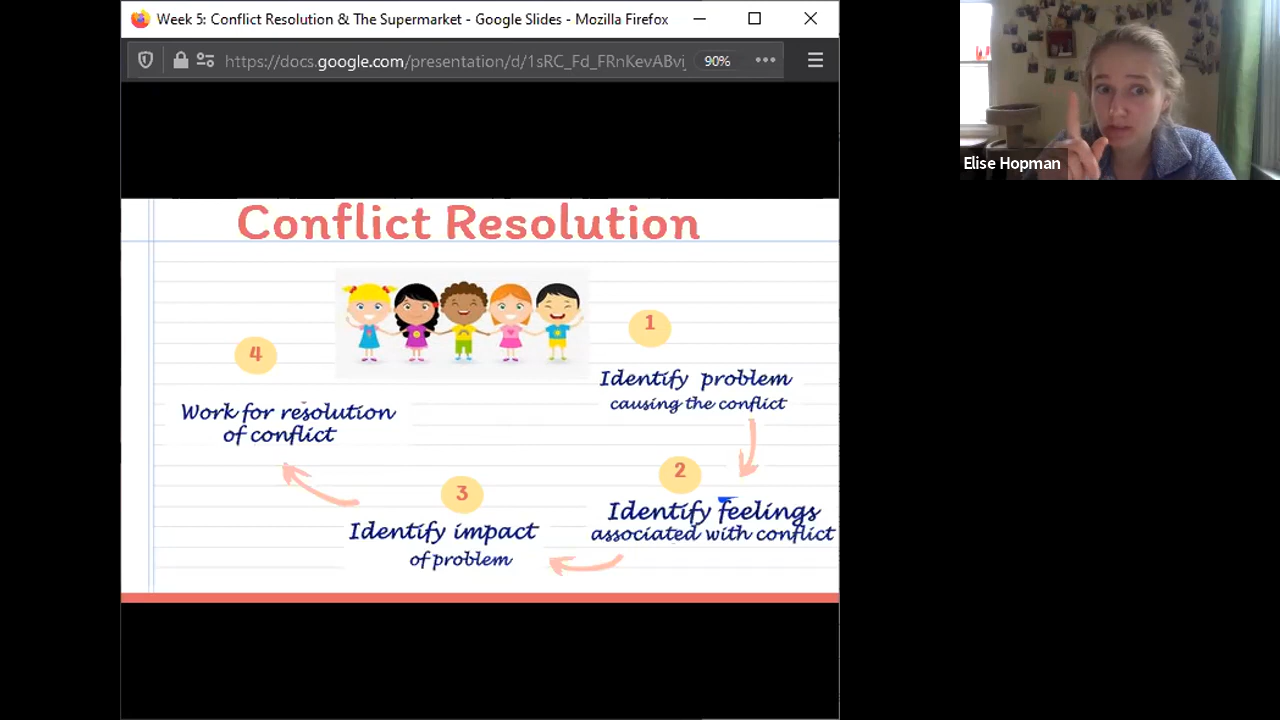 Week 5: Conflict Resolution & The Supermarket - Google Slides - Mozilla Firefox
https://docs.google.com/presentation/d/1sRC_Fd_FRnKevABvi
90%
Elise Hopman
Conflict Resolution
1
Identify problem
causing the conflict
2
Identify feelings
associated with conflict
3
Identify impact
of problem
4
Work for resolution
of conflict